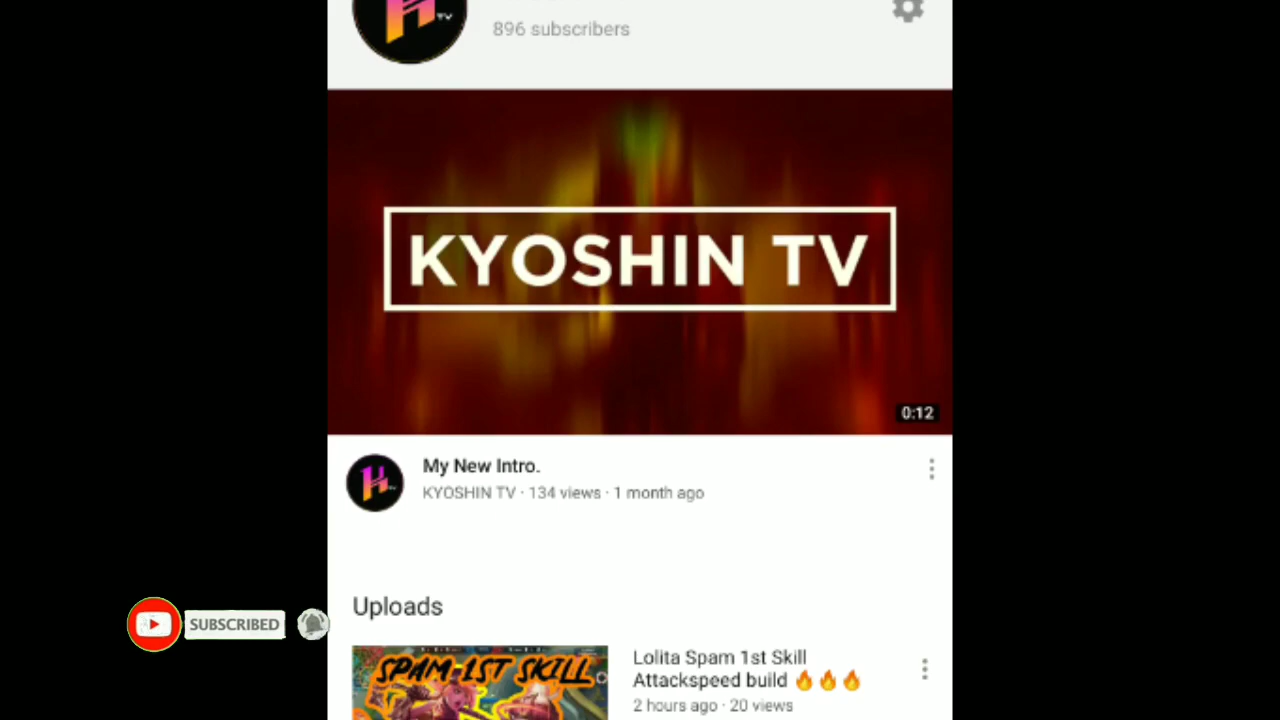 TV
896 subscribers
KYOSHIN TV
0:12
My New Intro.
KYOSHIN TV · 134 views · 1 month ago
Uploads
SUBSCRIBED
SPAM 1ST SKILL
Lolita Spam 1st Skill
Attackspeed build 🔥🔥🔥
2 hours ago · 20 views